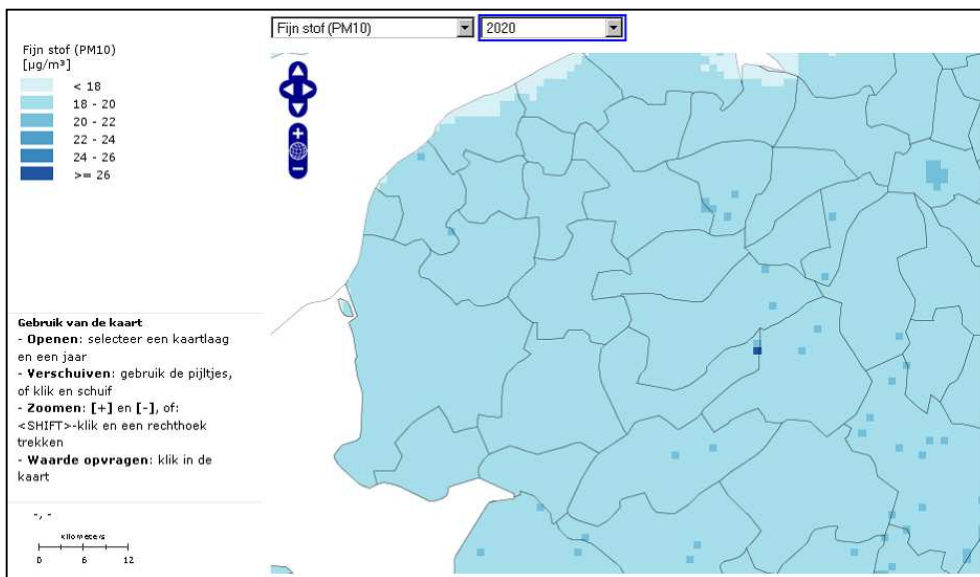 Fijn stof (PM10)
2020
Fijn stof (PM10)
[µg/m³]
< 18
18 - 20
20 - 22
22 - 24
24 - 26
>= 26
Gebruik van de kaart
- Openen: selecteer een kaartlaag
en een jaar
- Verschuiven: gebruik de pijltjes,
of klik en schuif
- Zoomen: [+] en [-], of:
<SHIFT>-klik en een rechthoek
trekken
- Waarde opvragen: klik in de
kaart
-, -
Kilometers
0 6 12